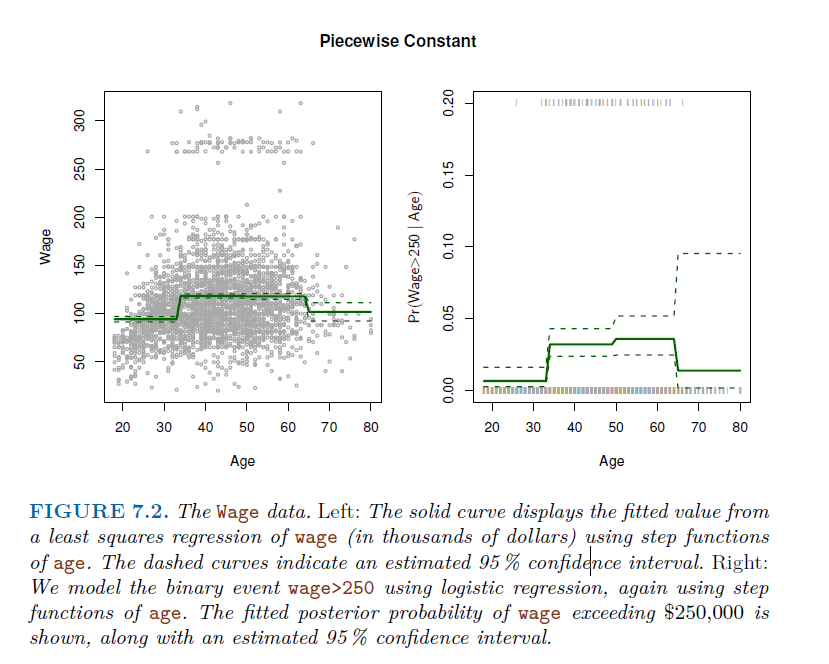 Piecewise Constant
Wage
50 100 150 200 250 300
20 30 40 50 60 70 80
Age
Pr(Wage>250 | Age)
0.00 0.05 0.10 0.15 0.20
20 30 40 50 60 70 80
Age
FIGURE 7.2. The Wage data. Left: The solid curve displays the fitted value from
a least squares regression of wage (in thousands of dollars) using step functions
of age. The dashed curves indicate an estimated 95 % confidence interval. Right:
We model the binary event wage>250 using logistic regression, again using step
functions of age. The fitted posterior probability of wage exceeding $250,000 is
shown, along with an estimated 95 % confidence interval.